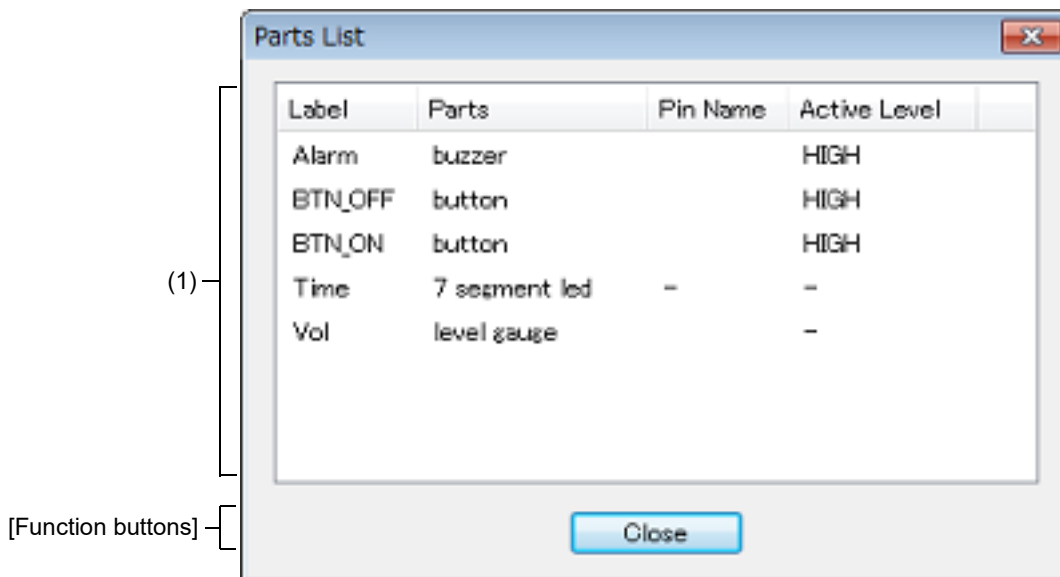 Parts List
Label Parts Pin Name Active Level
Alarm buzzer HIGH
BTN_OFF button HIGH
BTN_ON button HIGH
(1)
Time 7 segment led - -
Vol level gauge -
[Function buttons]
Close